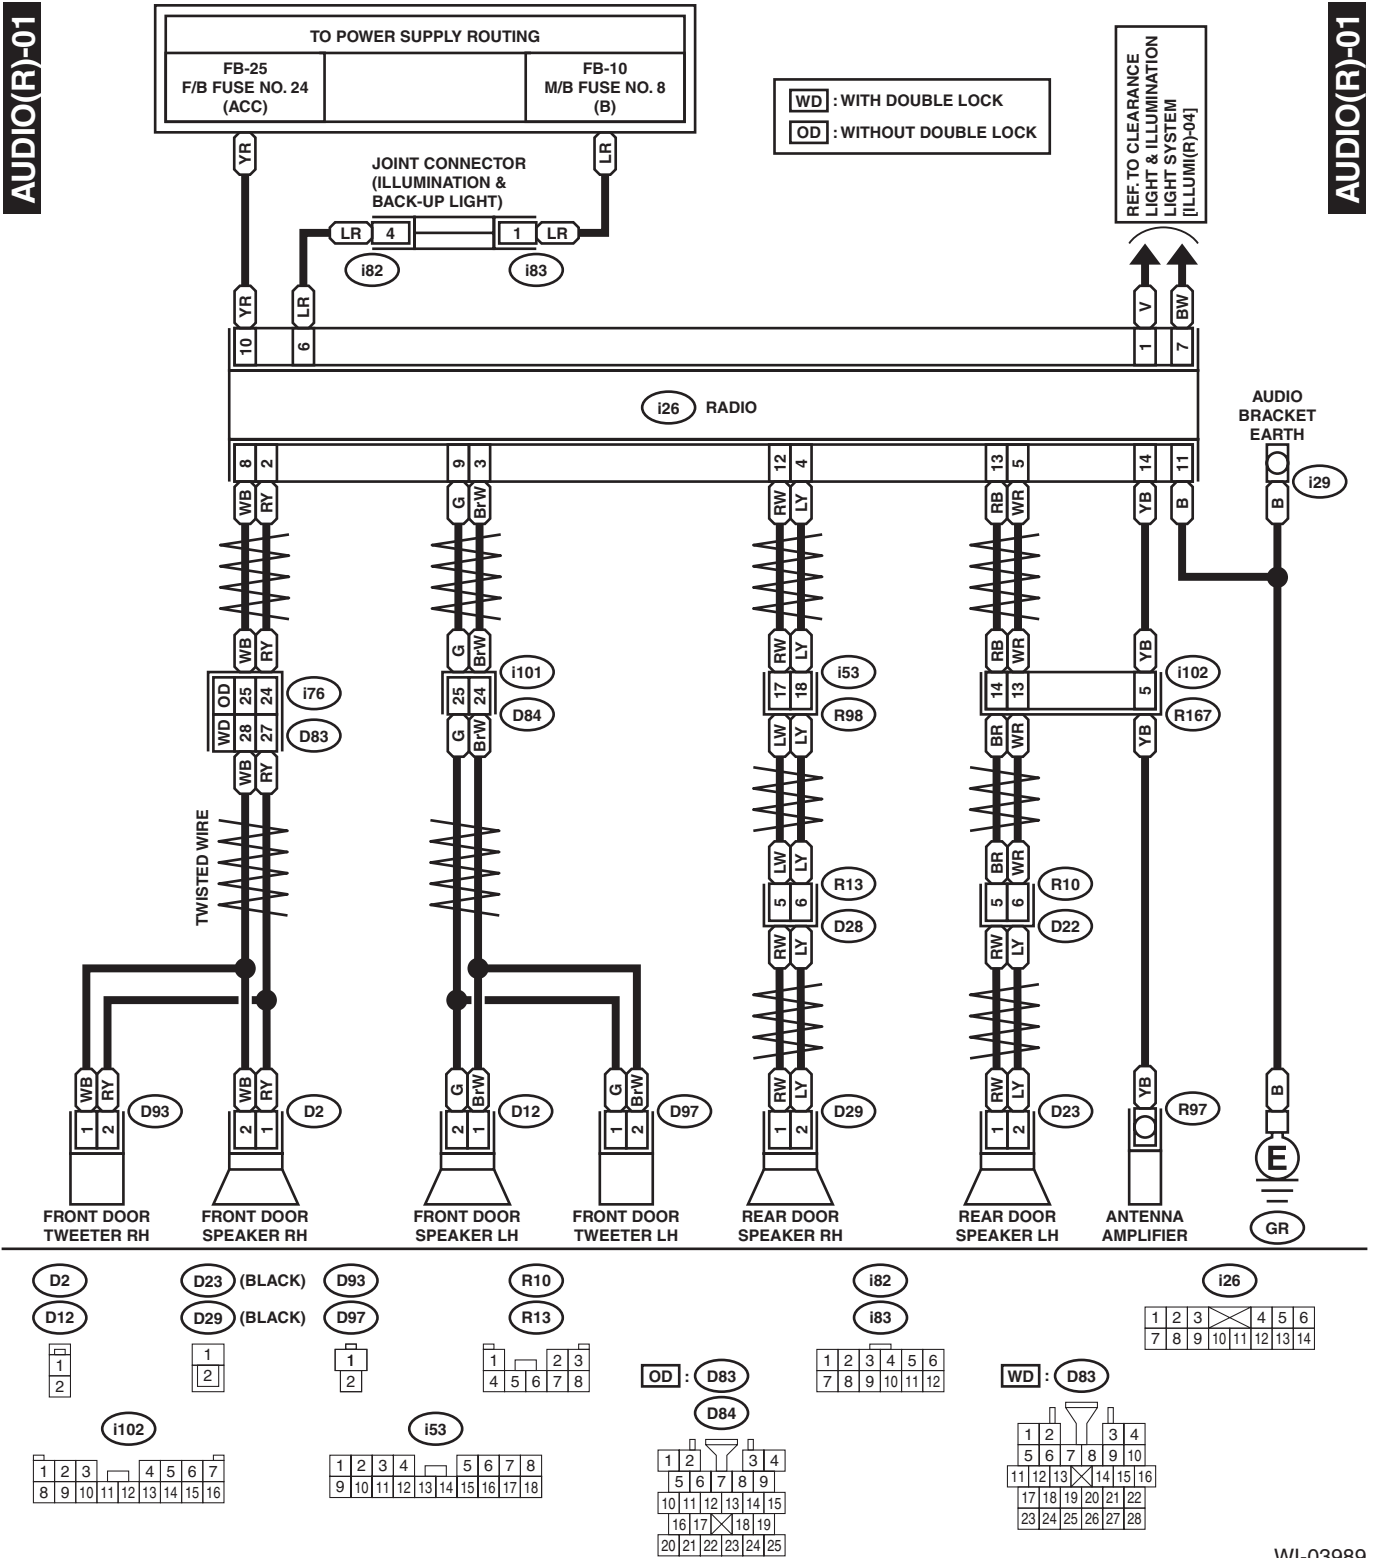 AUDIO(R)-01
AUDIO(R)-01
TO POWER SUPPLY ROUTING
FB-25
F/B FUSE NO. 24
(ACC)
FB-10
M/B FUSE NO. 8
(B)
WD : WITH DOUBLE LOCK
OD : WITHOUT DOUBLE LOCK
REF. TO CLEARANCE
LIGHT & ILLUMINATION
LIGHT SYSTEM
[ILLUMI(R)-04]
YR
LR
JOINT CONNECTOR
(ILLUMINATION &
BACK-UP LIGHT)
LR 4 1 LR
i82 i83
YR LR V BW
10 6 1 7
i26 RADIO
AUDIO
BRACKET
EARTH
i29
8 2 9 3 12 4 13 5 14 11
WB RY G BrW RW LY RB WR YB B B
WB RY G BrW RW LY RB WR YB
OD 25 24 i76
WD 28 27 D83
25 24 i101
D84
17 18 i53
R98
14 13 5 i102
R167
WB RY G BrW LW LY BR WR YB
TWISTED WIRE
LW LY BR WR
5 6 R13
D28
5 6 R10
D22
RW LY RW LY
WB RY WB RY G BrW G BrW RW LY RW LY YB B
1 2 D93
2 1 D2
2 1 D12
1 2 D97
1 2 D29
1 2 D23
R97
E
GR
FRONT DOOR
TWEETER RH
FRONT DOOR
SPEAKER RH
FRONT DOOR
SPEAKER LH
FRONT DOOR
TWEETER LH
REAR DOOR
SPEAKER RH
REAR DOOR
SPEAKER LH
ANTENNA
AMPLIFIER
D2
D12
1
2
D23 (BLACK)
D29 (BLACK)
1
2
D93
D97
1
2
R10
R13
1 2 3
4 5 6 7 8
i82
i83
1 2 3 4 5 6
7 8 9 10 11 12
i26
1 2 3 4 5 6
7 8 9 10 11 12 13 14
i102
1 2 3 4 5 6 7
8 9 10 11 12 13 14 15 16
i53
1 2 3 4 5 6 7 8
9 10 11 12 13 14 15 16 17 18
OD : D83
D84
1 2 3 4
5 6 7 8 9
10 11 12 13 14 15
16 17 18 19
20 21 22 23 24 25
WD : D83
1 2 3 4
5 6 7 8 9 10
11 12 13 14 15 16
17 18 19 20 21 22
23 24 25 26 27 28
WI-03989